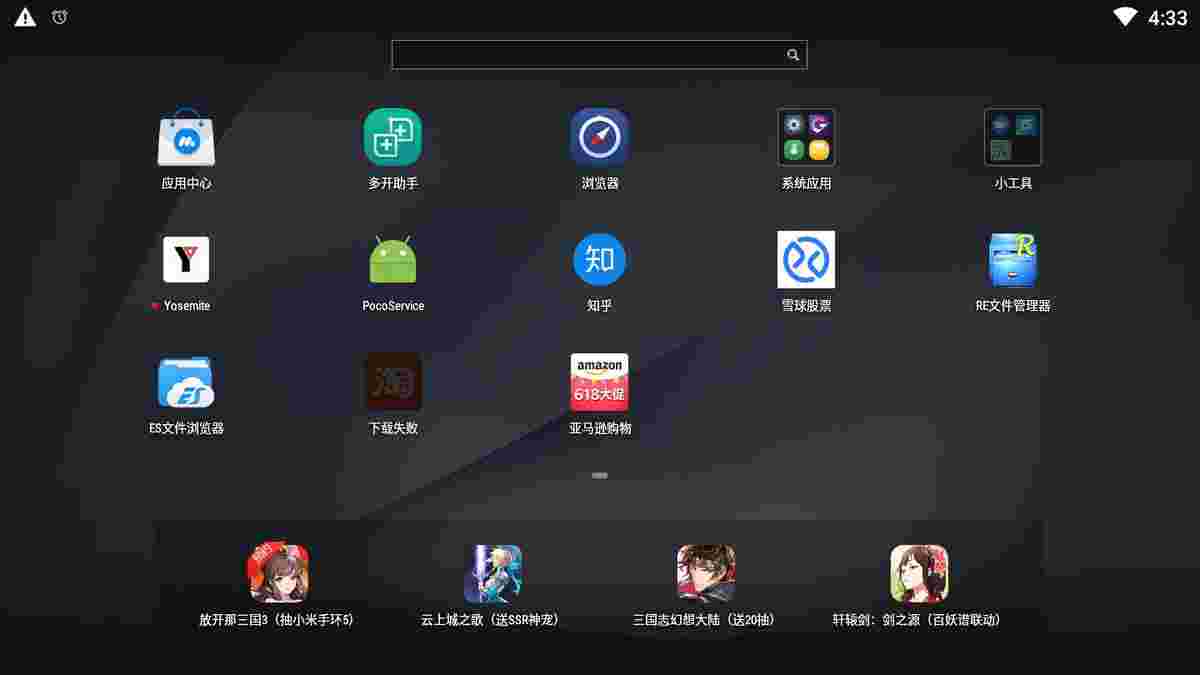 4:33
应用中心
多开助手
浏览器
系统应用
小工具
Y
知
Yosemite
PocoService
知乎
雪球股票
RE文件管理器
R
ES
淘
amazon
618大促
ES文件浏览器
下载失败
亚马逊购物
放开那三国3（抽小米手环5）
云上城之歌（送SSR神宠）
三国志幻想大陆（送20抽）
轩辕剑：剑之源（百妖谱联动）